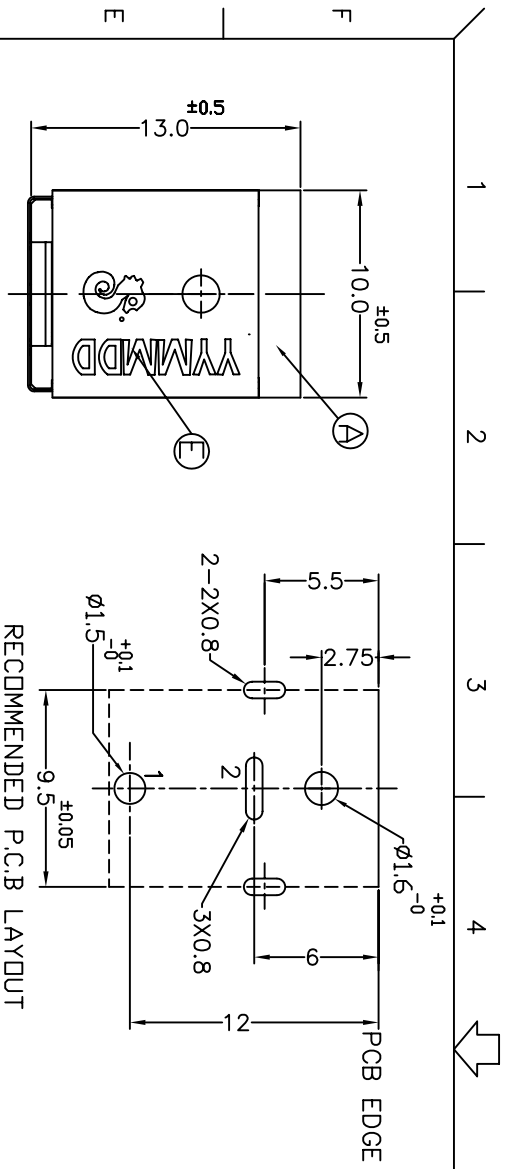 1
2
3
4
F
E
13.0 ±0.5
10.0 ±0.5
A
E
YYMMDD
5.5
2.75
2-2X0.8
Ø1.5 +0.1 -0
Ø1.6 +0.1 -0
1
2
3X0.8
6
12
9.5 ±0.05
PCB EDGE
RECOMMENDED P.C.B LAYOUT